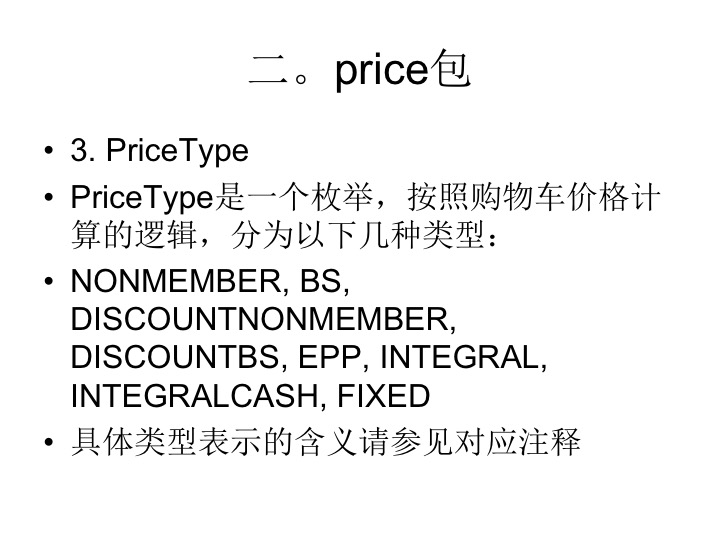 二。price包
• 3. PriceType
• PriceType是一个枚举，按照购物车价格计
算的逻辑，分为以下几种类型：
• NONMEMBER, BS,
DISCOUNTNONMEMBER,
DISCOUNTBS, EPP, INTEGRAL,
INTEGRALCASH, FIXED
• 具体类型表示的含义请参见对应注释